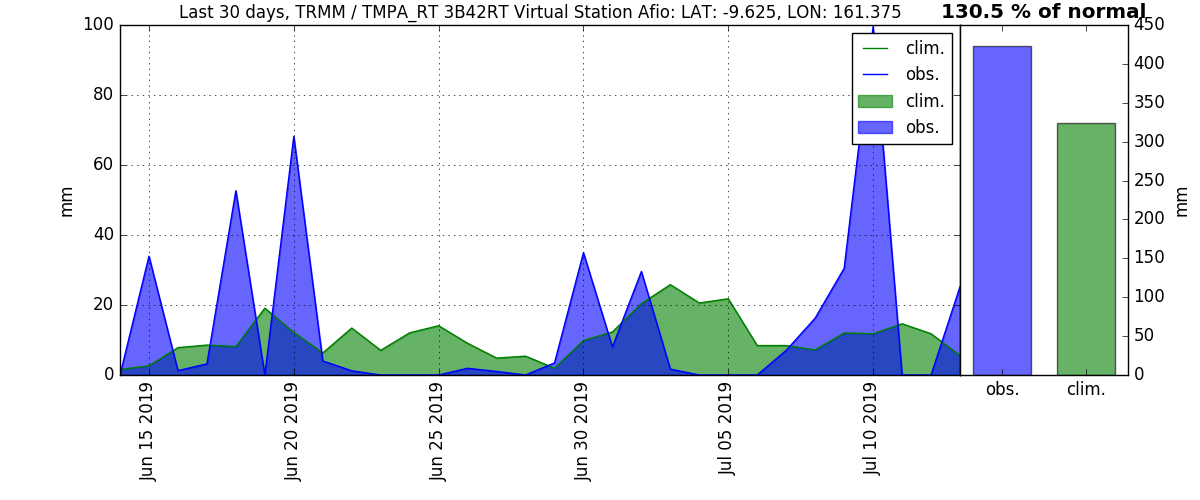 Last 30 days, TRMM / TMPA_RT 3B42RT Virtual Station Afio: LAT: -9.625, LON: 161.375
130.5 % of normal
100
80
60
40
20
0
mm
clim.
obs.
clim.
obs.
Jun 15 2019
Jun 20 2019
Jun 25 2019
Jun 30 2019
Jul 05 2019
Jul 10 2019
450
400
350
300
250
200
150
100
50
0
mm
obs.
clim.